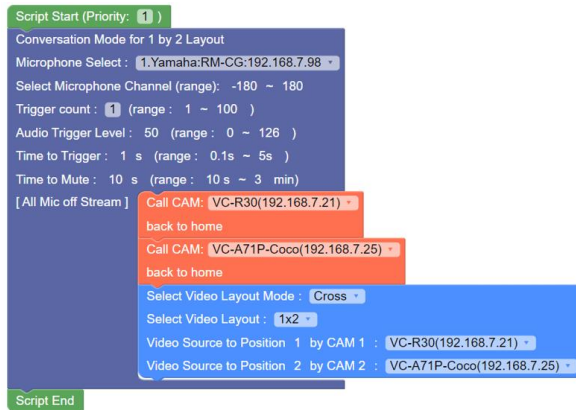 Script Start (Priority: 1 )
Conversation Mode for 1 by 2 Layout
Microphone Select : 1.Yamaha:RM-CG:192.168.7.98
Select Microphone Channel (range): -180 ~ 180
Trigger count : 1 (range : 1 ~ 100 )
Audio Trigger Level : 50 (range : 0 ~ 126 )
Time to Trigger : 1 s (range : 0.1s ~ 5s )
Time to Mute : 10 s (range : 10 s ~ 3 min)
[ All Mic off Stream ] Call CAM: VC-R30(192.168.7.21)
back to home
Call CAM: VC-A71P-Coco(192.168.7.25)
back to home
Select Video Layout Mode : Cross
Select Video Layout : 1x2
Video Source to Position 1 by CAM 1 : VC-R30(192.168.7.21)
Video Source to Position 2 by CAM 2 : VC-A71P-Coco(192.168.7.25)
Script End